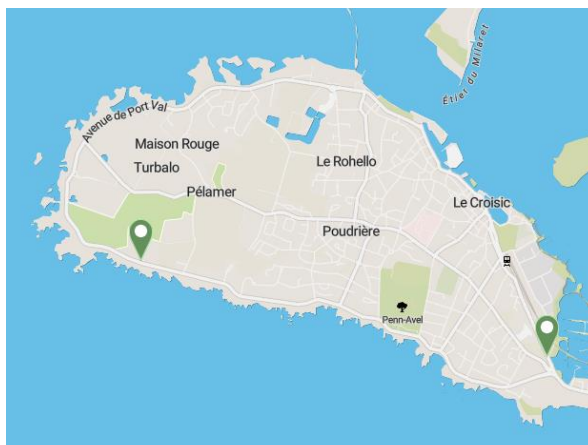 Étier du Milaret
Avenue de Port Val
Maison Rouge
Turbalo
Le Rohello
Pélamer
Le Croisic
Poudrière
Penn-Avel